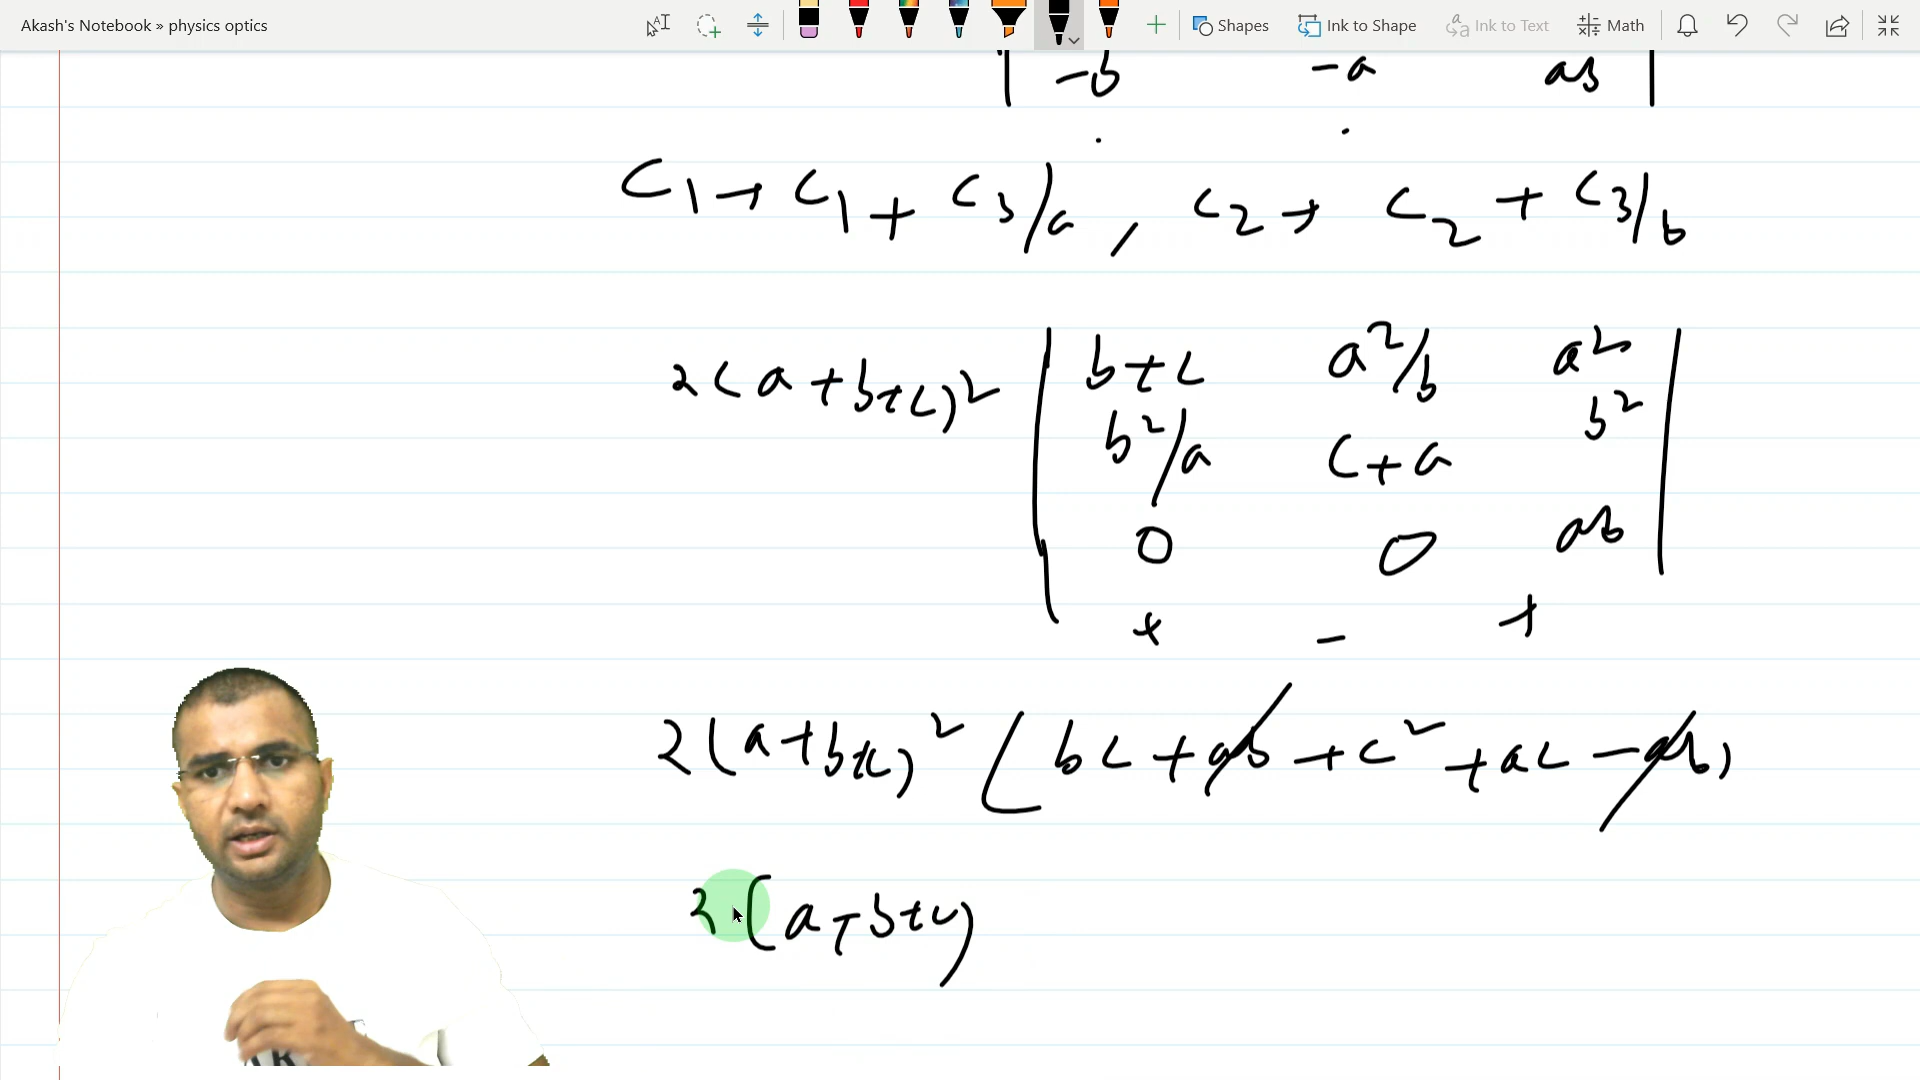 Akash's Notebook » physics optics
Shapes Ink to Shape Ink to Text Math
-b -a ab
C1 → C1 + C3/a , C2 → C2 + C3/b
2(a+b+c)² | b+c a²/b a² |
b²/a c+a b²
0 0 ab
+ - +
2(a+b+c)² (bc + ab + c² + ac - ab)
2(a+b+c)